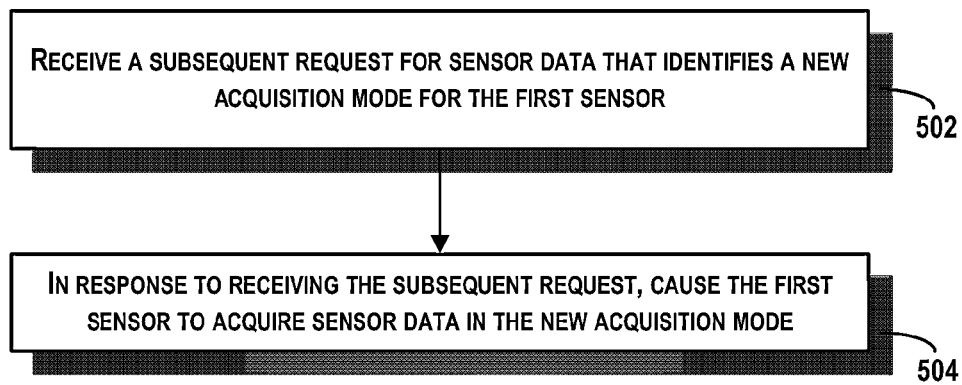 RECEIVE A SUBSEQUENT REQUEST FOR SENSOR DATA THAT IDENTIFIES A NEW
ACQUISITION MODE FOR THE FIRST SENSOR
502
IN RESPONSE TO RECEIVING THE SUBSEQUENT REQUEST, CAUSE THE FIRST
SENSOR TO ACQUIRE SENSOR DATA IN THE NEW ACQUISITION MODE
504